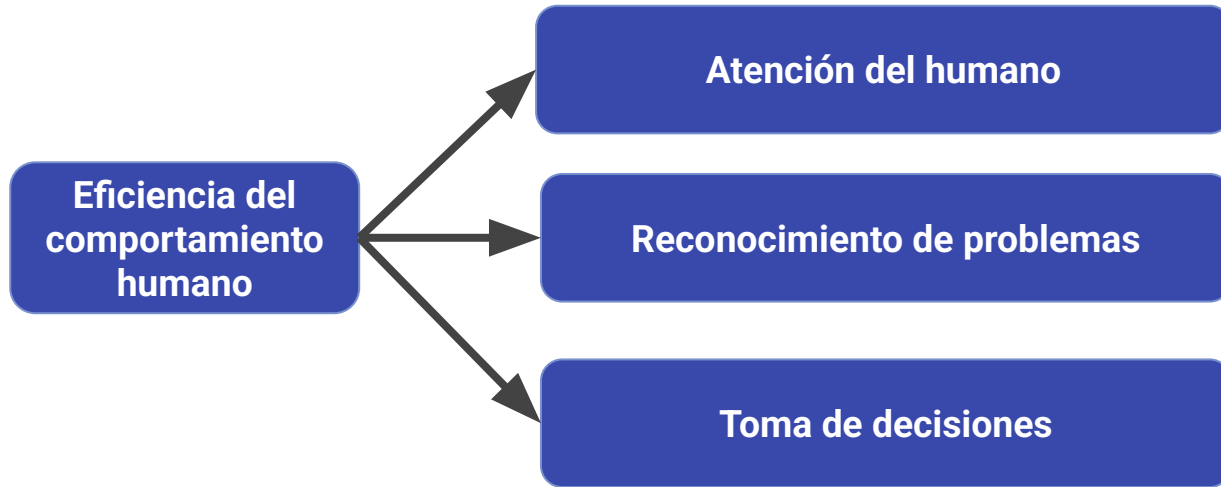 Atención del humano
Eficiencia del
comportamiento
humano
Reconocimiento de problemas
Toma de decisiones